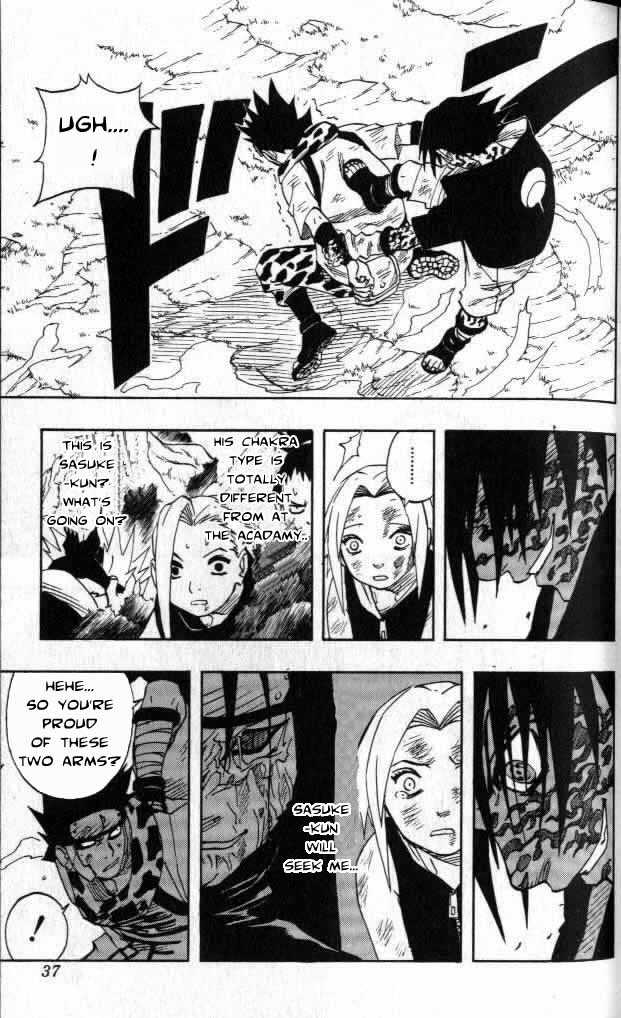 UGH....
!
ド
.........
HIS CHAKRA
TYPE IS
TOTALLY
DIFFERENT
FROM AT
THE ACADAMY..
THIS IS
SASUKE
-KUN?
WHAT'S
GOING ON?
SASUKE
-KUN
WILL
SEEK ME...
HEHE...
SO YOU'RE
PROUD
OF THESE
TWO ARMS?
!
37